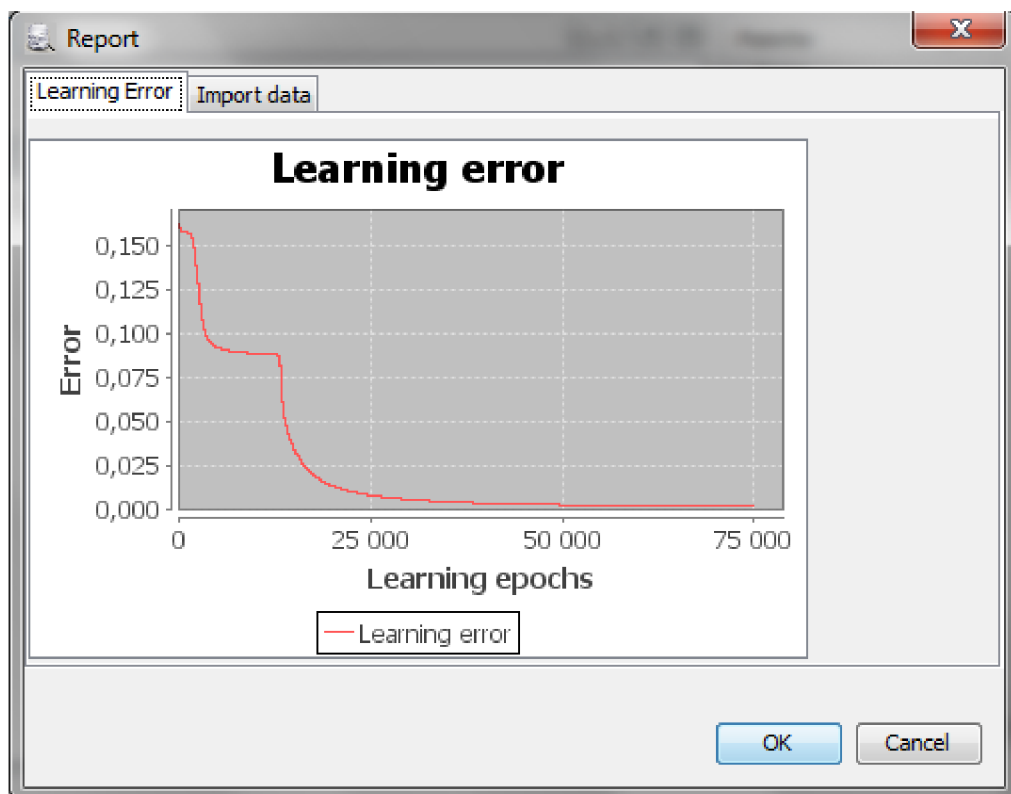 Report
Learning Error
Import data
Learning error
0,150
0,125
0,100
0,075
0,050
0,025
0,000
Error
0
25 000
50 000
75 000
Learning epochs
Learning error
OK
Cancel